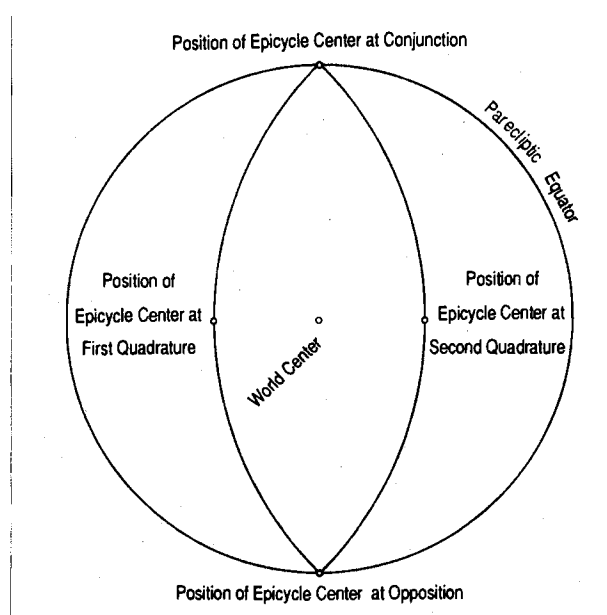 Position of Epicycle Center at Conjunction
Parecliptic Equator
Position of
Epicycle Center at
First Quadrature
Position of
Epicycle Center at
Second Quadrature
World Center
Position of Epicycle Center at Opposition